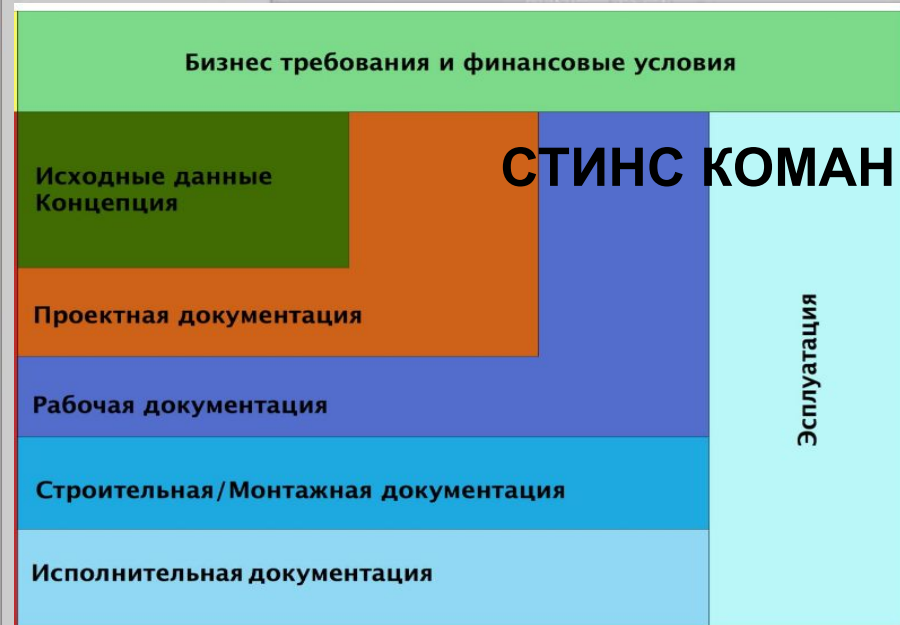 Бизнес требования и финансовые условия
Исходные данные
Концепция
СТИНС КОМАН
Проектная документация
Эсплуатация
Рабочая документация
Строительная/Монтажная документация
Исполнительная документация